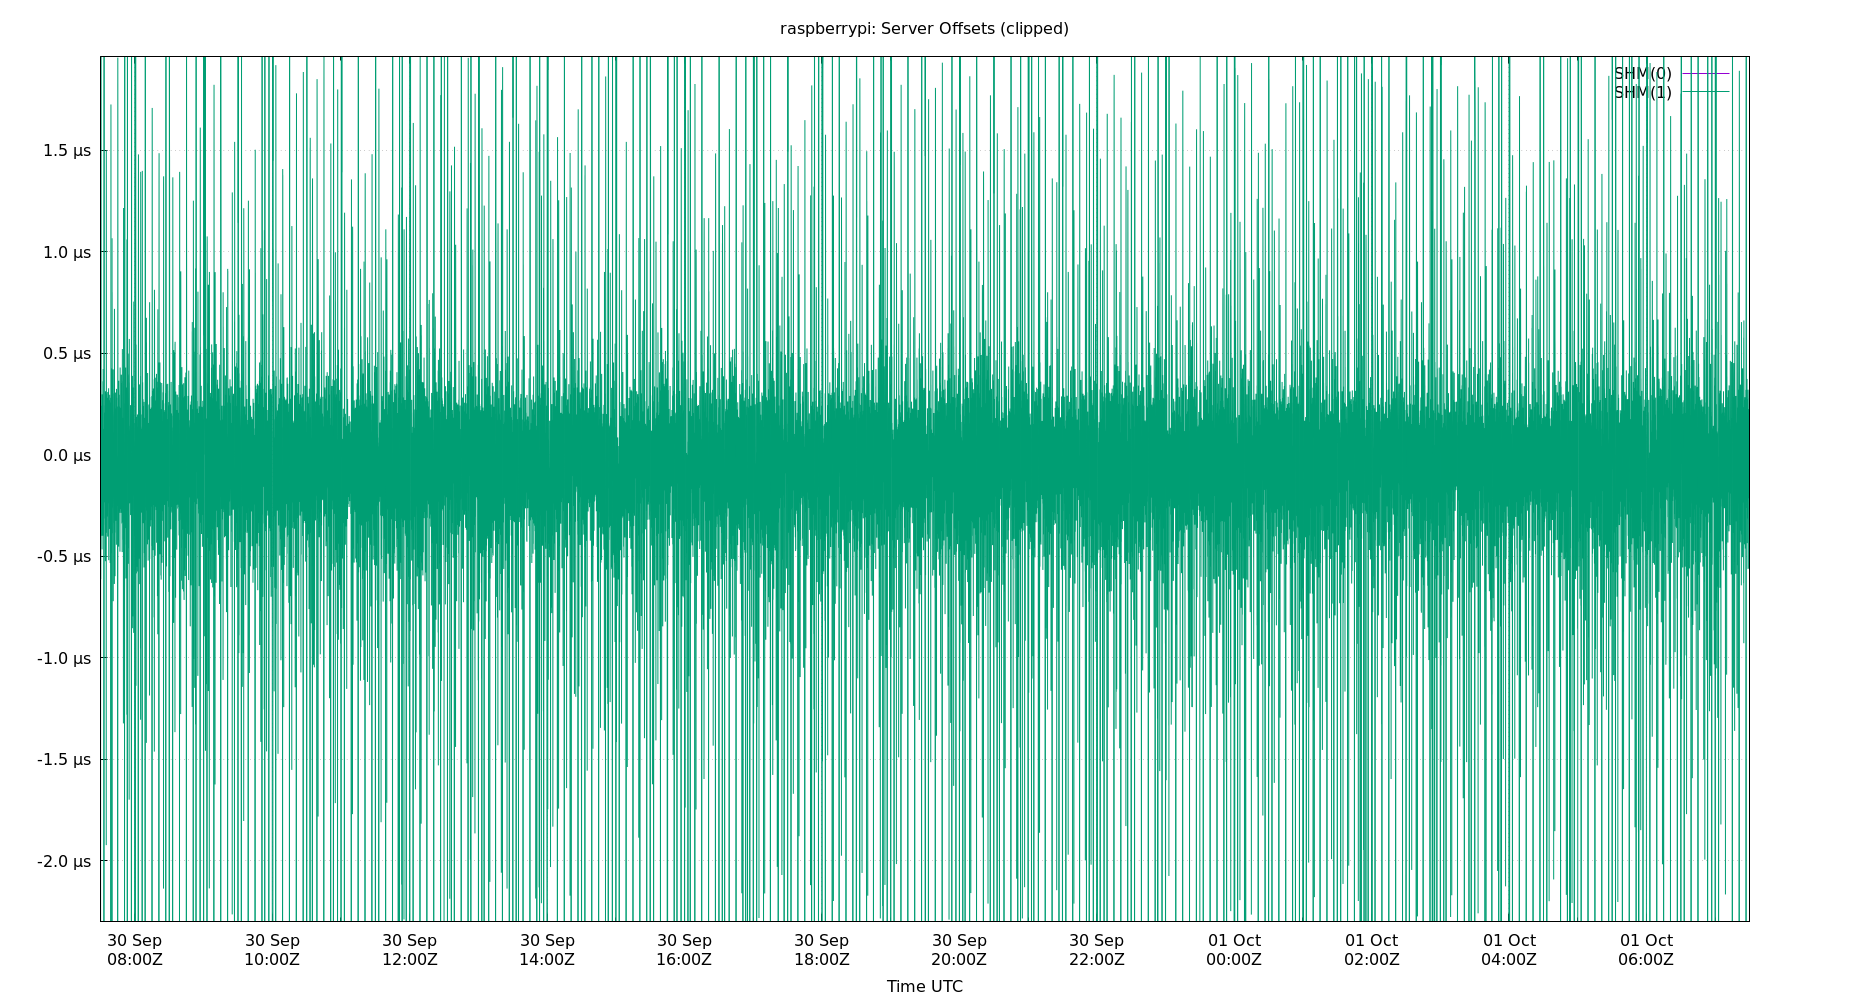 raspberrypi: Server Offsets (clipped)
SHM(0)
SHM(1)
1.5 µs
1.0 µs
0.5 µs
0.0 µs
-0.5 µs
-1.0 µs
-1.5 µs
-2.0 µs
30 Sep 30 Sep 30 Sep 30 Sep 30 Sep 30 Sep 30 Sep 30 Sep 01 Oct 01 Oct 01 Oct 01 Oct
08:00Z 10:00Z 12:00Z 14:00Z 16:00Z 18:00Z 20:00Z 22:00Z 00:00Z 02:00Z 04:00Z 06:00Z
Time UTC